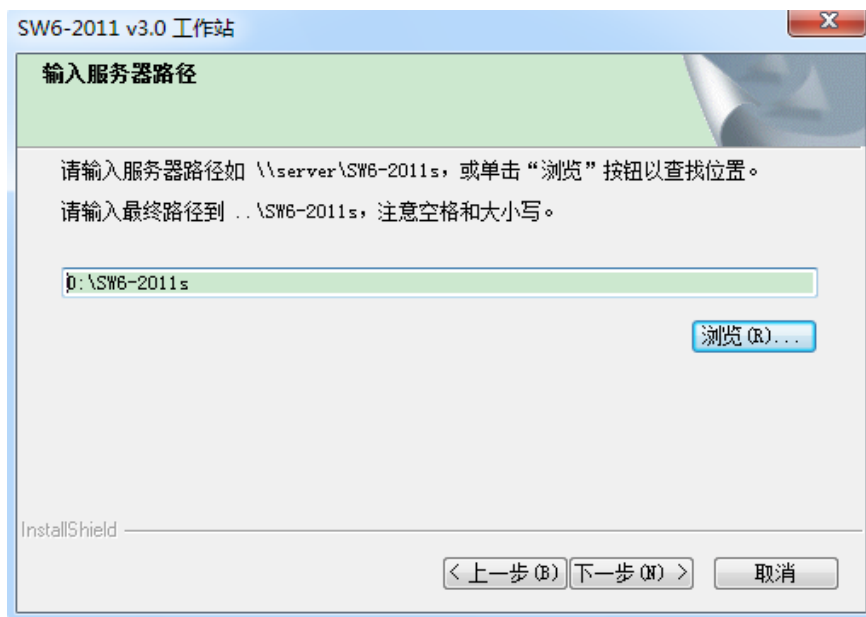 SW6-2011 v3.0 工作站
输入服务器路径
请输入服务器路径如 \\server\SW6-2011s，或单击“浏览”按钮以查找位置。
请输入最终路径到 ..\SW6-2011s，注意空格和大小写。
D:\SW6-2011s
浏览(R)...
InstallShield
< 上一步(B) 下一步(N) > 取消